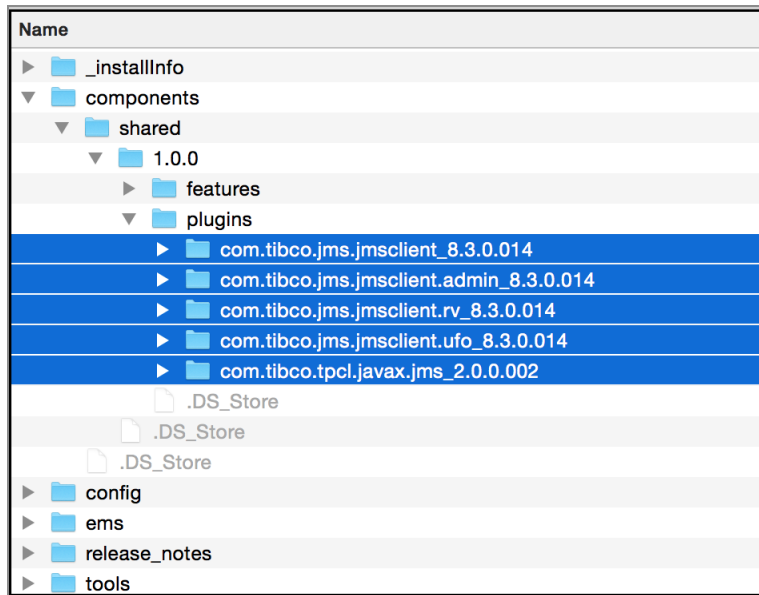 Name
_installInfo
components
shared
1.0.0
features
plugins
com.tibco.jms.jmsclient_8.3.0.014
com.tibco.jms.jmsclient.admin_8.3.0.014
com.tibco.jms.jmsclient.rv_8.3.0.014
com.tibco.jms.jmsclient.ufo_8.3.0.014
com.tibco.tpcl.javax.jms_2.0.0.002
.DS_Store
.DS_Store
.DS_Store
config
ems
release_notes
tools